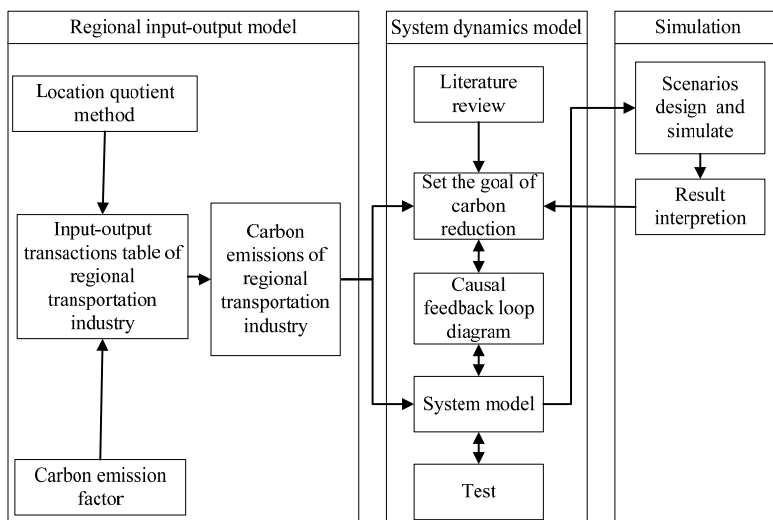 Regional input-output model
Location quotient
method
Input-output
transactions table of
regional
transportation
industry
Carbon
emissions of
regional
transportation
industry
Carbon emission
factor
System dynamics model
Literature
review
Set the goal of
carbon
reduction
Causal
feedback loop
diagram
System model
Test
Simulation
Scenarios
design and
simulate
Result
interpretion